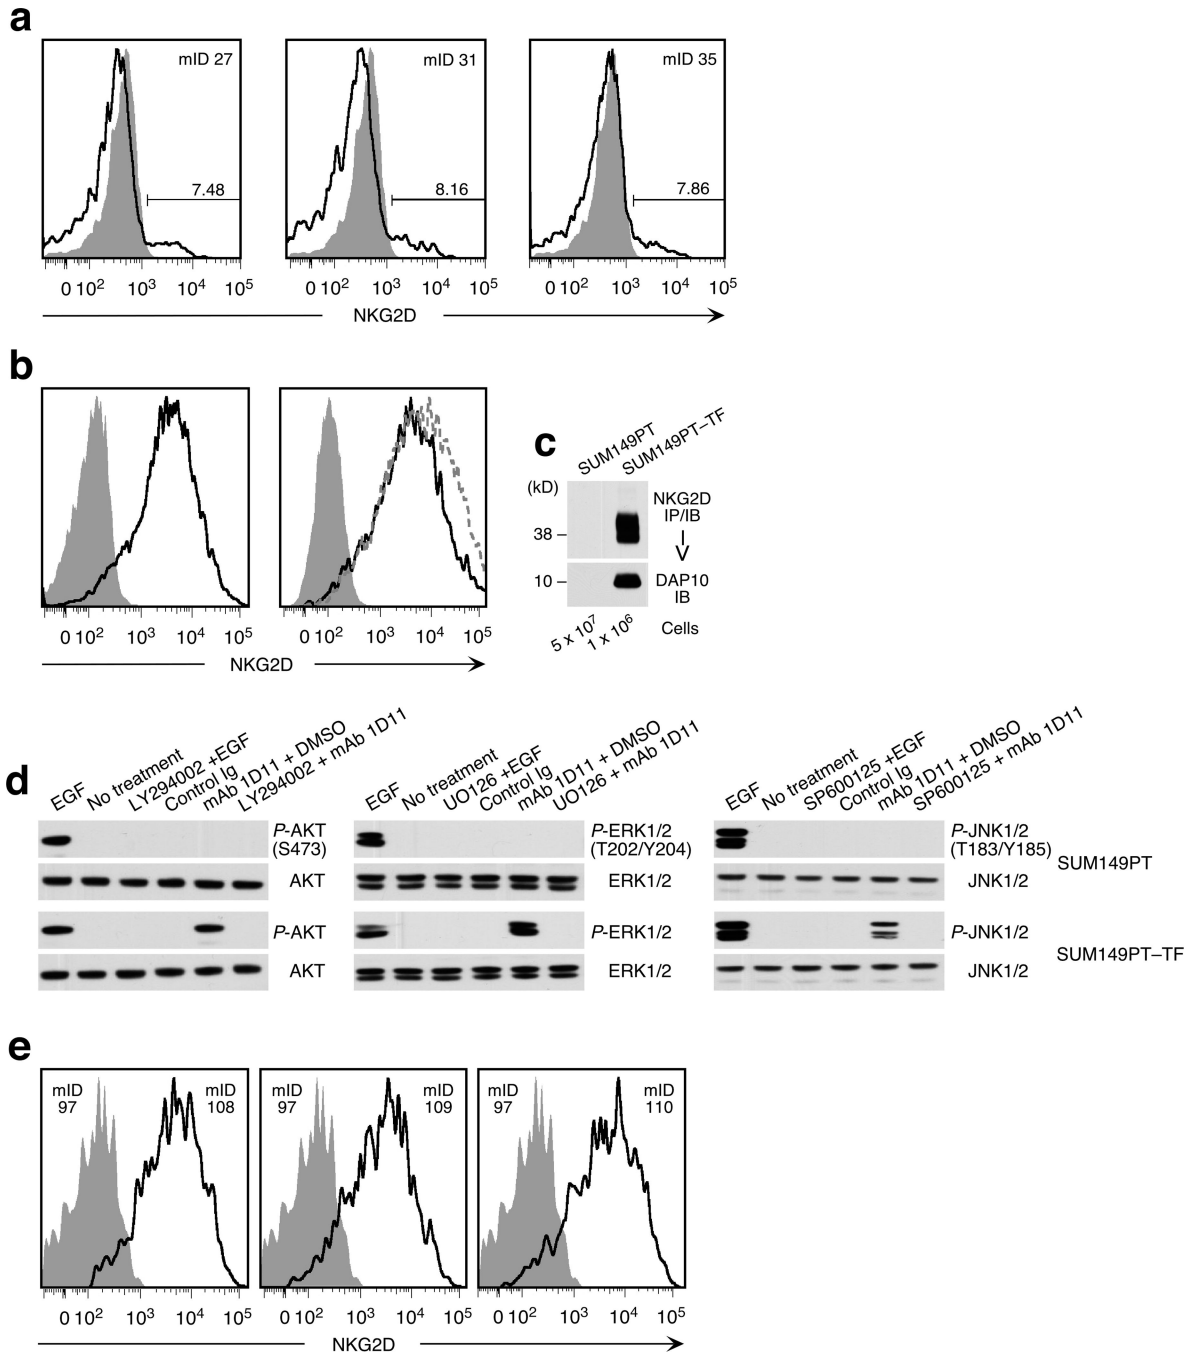 a
mID 27
mID 31
mID 35
7.48
8.16
7.86
0 10² 10³ 10⁴ 10⁵
0 10² 10³ 10⁴ 10⁵
0 10² 10³ 10⁴ 10⁵
NKG2D
b
0 10² 10³ 10⁴ 10⁵
0 10² 10³ 10⁴ 10⁵
NKG2D
c
SUM149PT
SUM149PT–TF
(kD)
38
10
NKG2D
IP/IB
DAP10
IB
5 x 10⁷
1 x 10⁶
Cells
d
EGF
No treatment
LY294002 +EGF
Control Ig
mAb 1D11 + DMSO
LY294002 + mAb 1D11
P-AKT
(S473)
AKT
P-AKT
AKT
EGF
No treatment
UO126 +EGF
Control Ig
mAb 1D11 + DMSO
UO126 + mAb 1D11
P-ERK1/2
(T202/Y204)
ERK1/2
P-ERK1/2
ERK1/2
EGF
No treatment
SP600125 +EGF
Control Ig
mAb 1D11 + DMSO
SP600125 + mAb 1D11
P-JNK1/2
(T183/Y185)
JNK1/2
P-JNK1/2
JNK1/2
SUM149PT
SUM149PT–TF
e
mID
97
mID
108
mID
97
mID
109
mID
97
mID
110
0 10² 10³ 10⁴ 10⁵
0 10² 10³ 10⁴ 10⁵
0 10² 10³ 10⁴ 10⁵
NKG2D